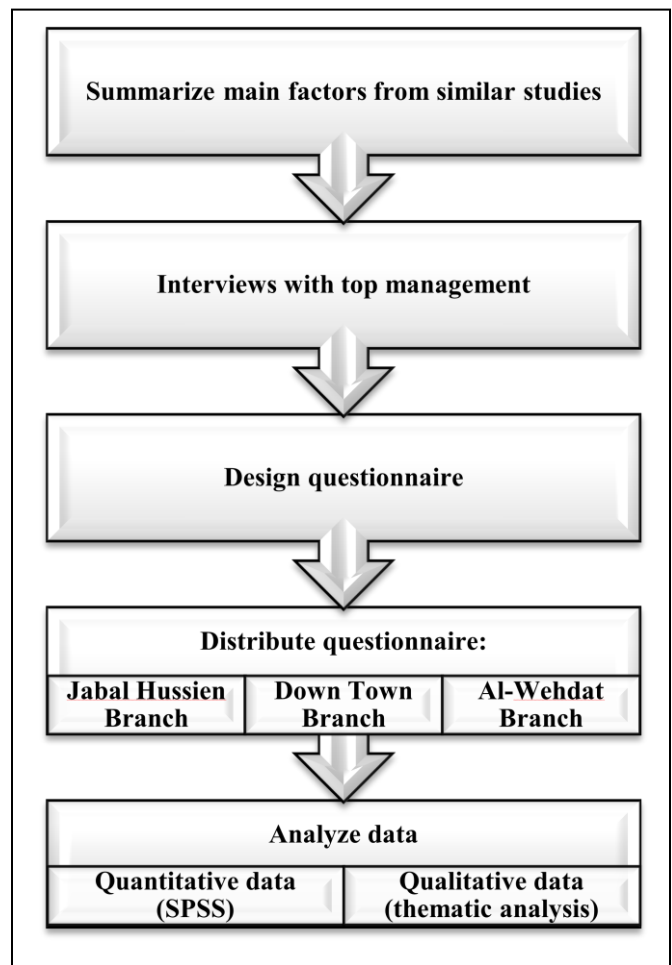 Summarize main factors from similar studies
Interviews with top management
Design questionnaire
Distribute questionnaire:
Jabal Hussien
Branch
Down Town
Branch
Al-Wehdat
Branch
Analyze data
Quantitative data
(SPSS)
Qualitative data
(thematic analysis)